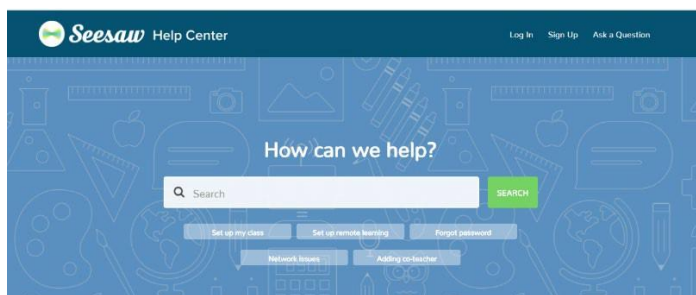 Seesaw Help Center Log In Sign Up Ask a Question
How can we help?
Search SEARCH
Set up my class Set up remote learning Forgot password
Network issues Adding co-teacher